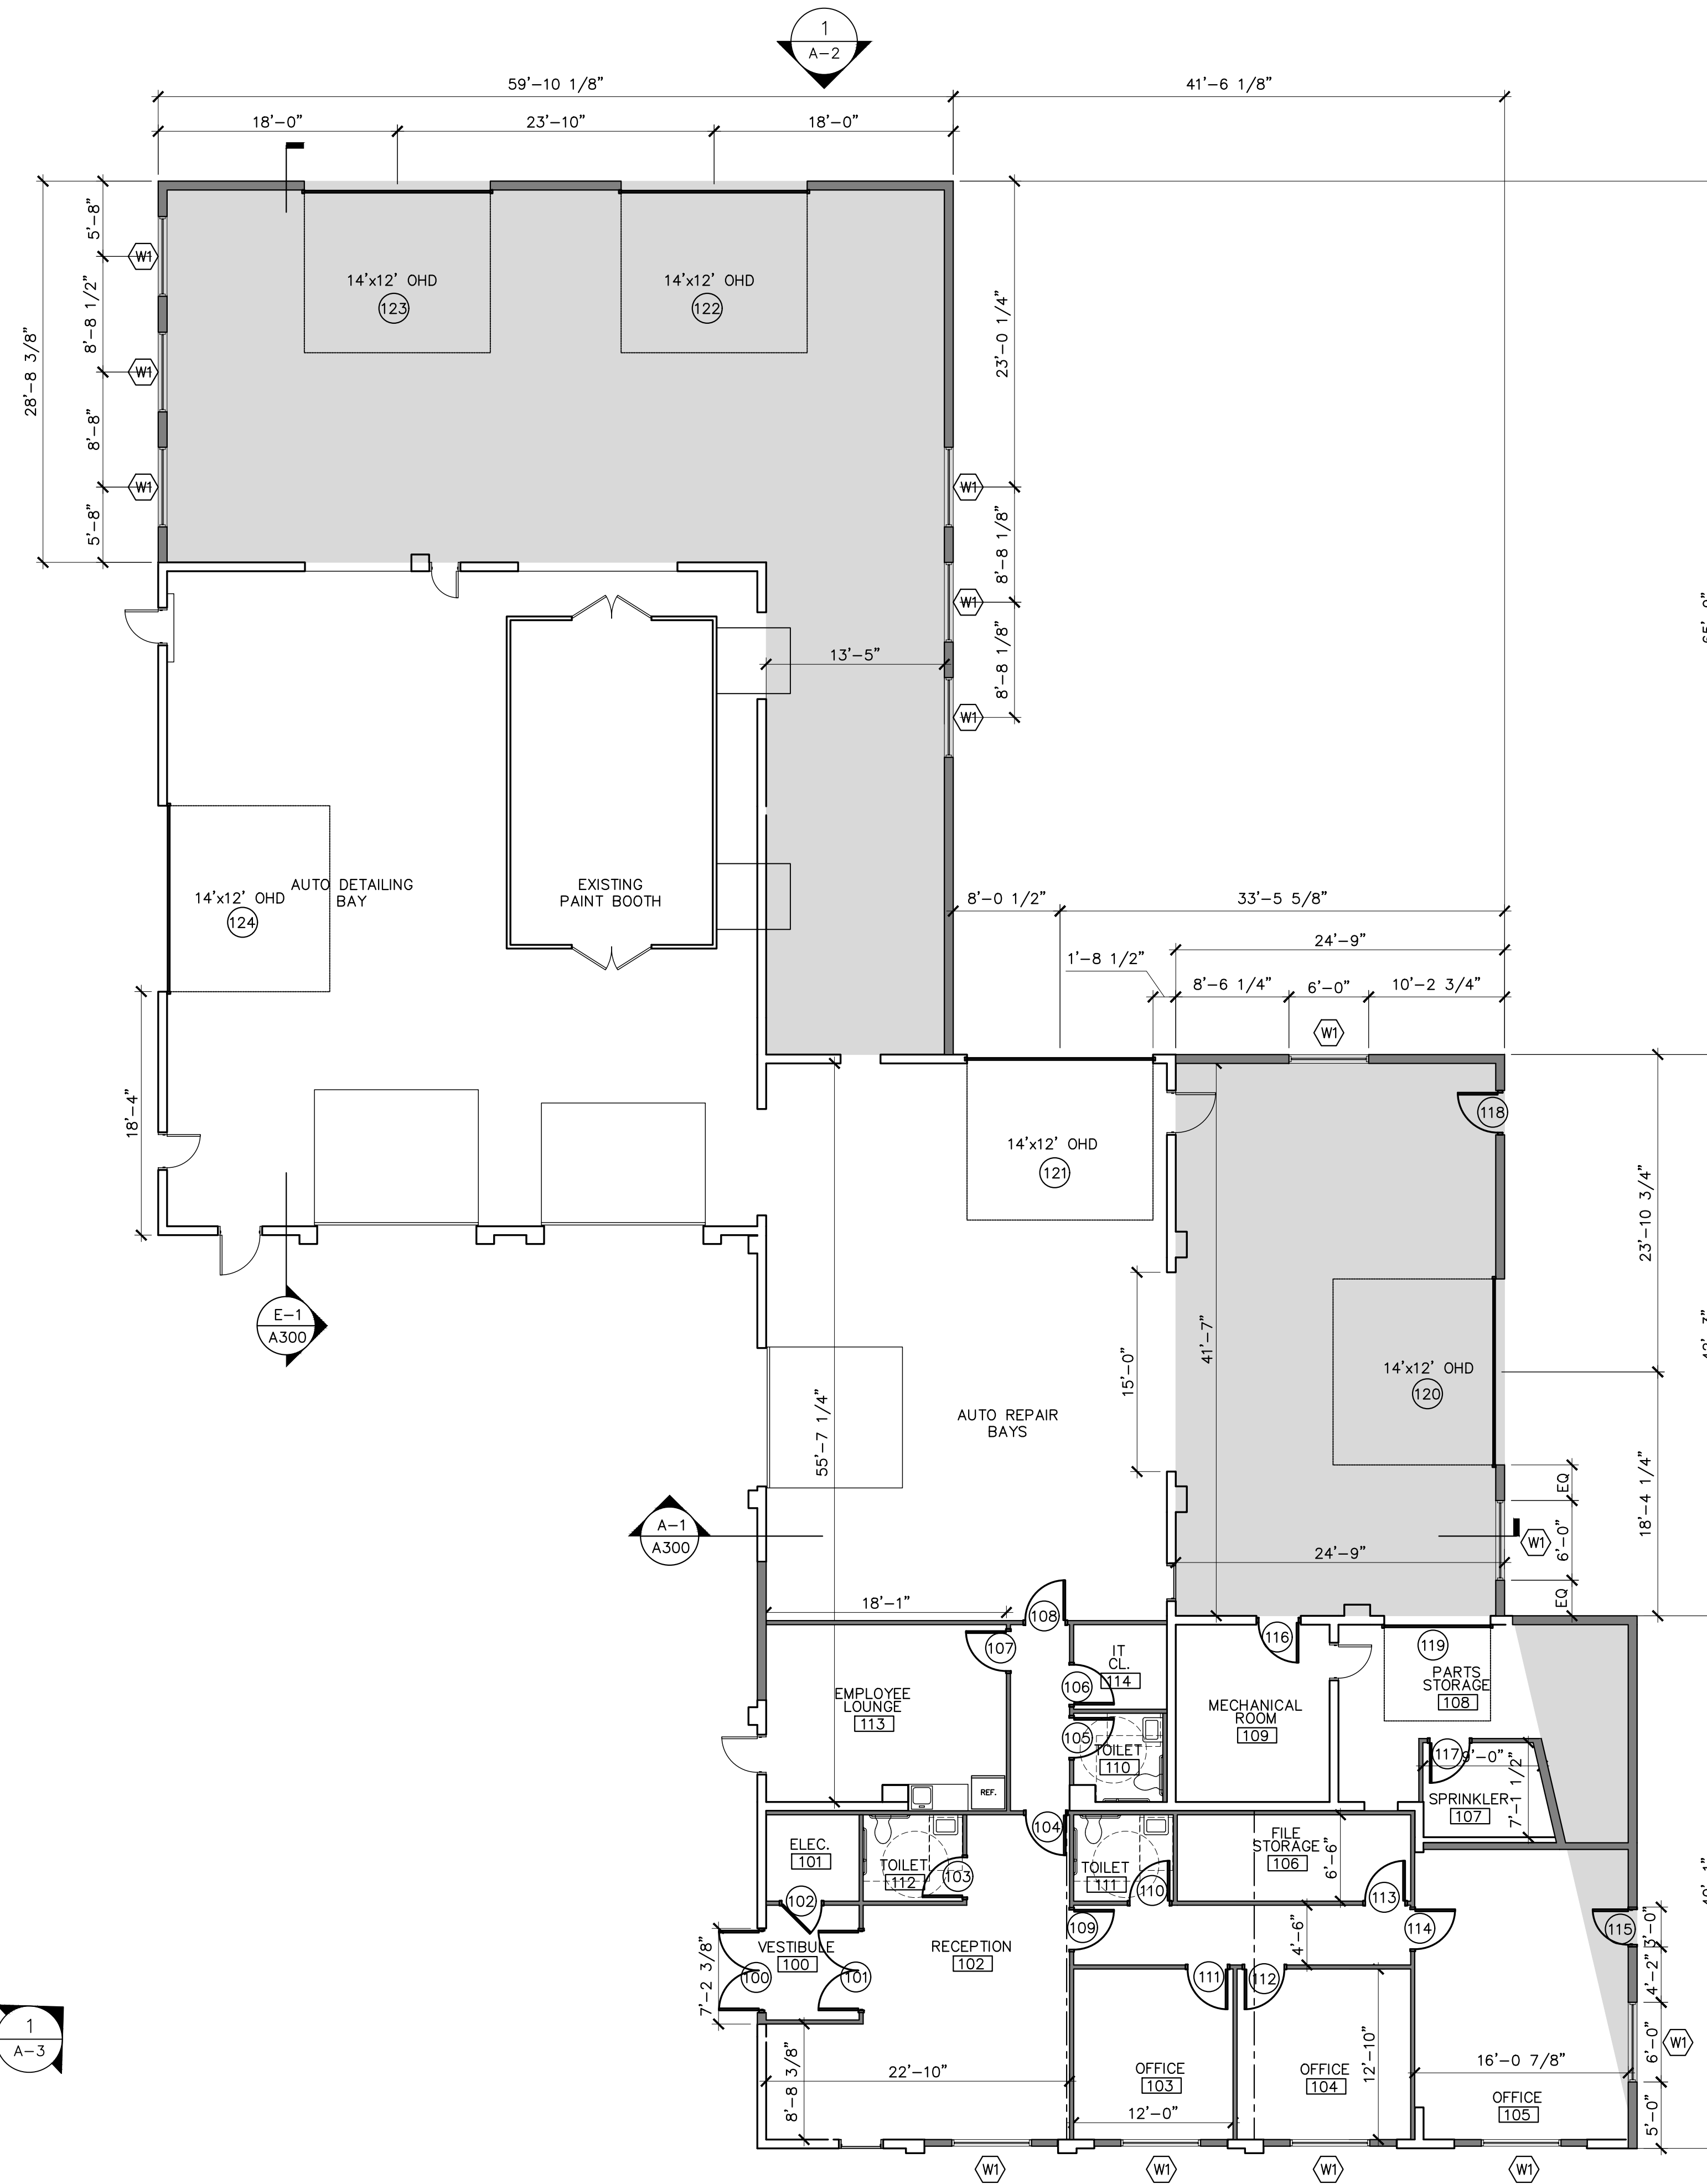 1
A-2
59'-10 1/8"
41'-6 1/8"
18'-0"
23'-10"
18'-0"
5'-8"
W1
8'-8 1/2"
28'-8 3/8"
W1
8'-8"
W1
5'-8"
14'x12' OHD
123
14'x12' OHD
122
23'-0 1/4"
W1
8'-8 1/8"
W1
8'-8 1/8"
W1
13'-5"
AUTO DETAILING
BAY
14'x12' OHD
124
EXISTING
PAINT BOOTH
8'-0 1/2"
33'-5 5/8"
24'-9"
1'-8 1/2"
8'-6 1/4"
6'-0"
10'-2 3/4"
W1
18'-4"
118
14'x12' OHD
121
23'-10 3/4"
E-1
A300
15'-0"
41'-7"
14'x12' OHD
120
AUTO REPAIR
BAYS
55'-7 1/4"
A-1
A300
18'-4 1/4"
EQ
6'-0"
W1
EQ
24'-9"
18'-1"
108
107
116
119
IT
CL.
114
106
EMPLOYEE
LOUNGE
113
PARTS
STORAGE
108
MECHANICAL
ROOM
109
105
TOILET
110
117
9'-0"
7'-1 1/2"
SPRINKLER
107
REF.
104
ELEC.
101
TOILET
112
103
TOILET
111
110
FILE
STORAGE
106
6'-6"
113
102
109
4'-6"
114
115
3'-0"
VESTIBULE
100
100
101
RECEPTION
102
7'-2 3/8"
111
112
4'-2"
1
A-3
6'-0"
W1
8'-8 3/8"
22'-10"
OFFICE
103
12'-0"
OFFICE
104
12'-10"
16'-0 7/8"
OFFICE
105
5'-0"
W1
W1
W1
W1